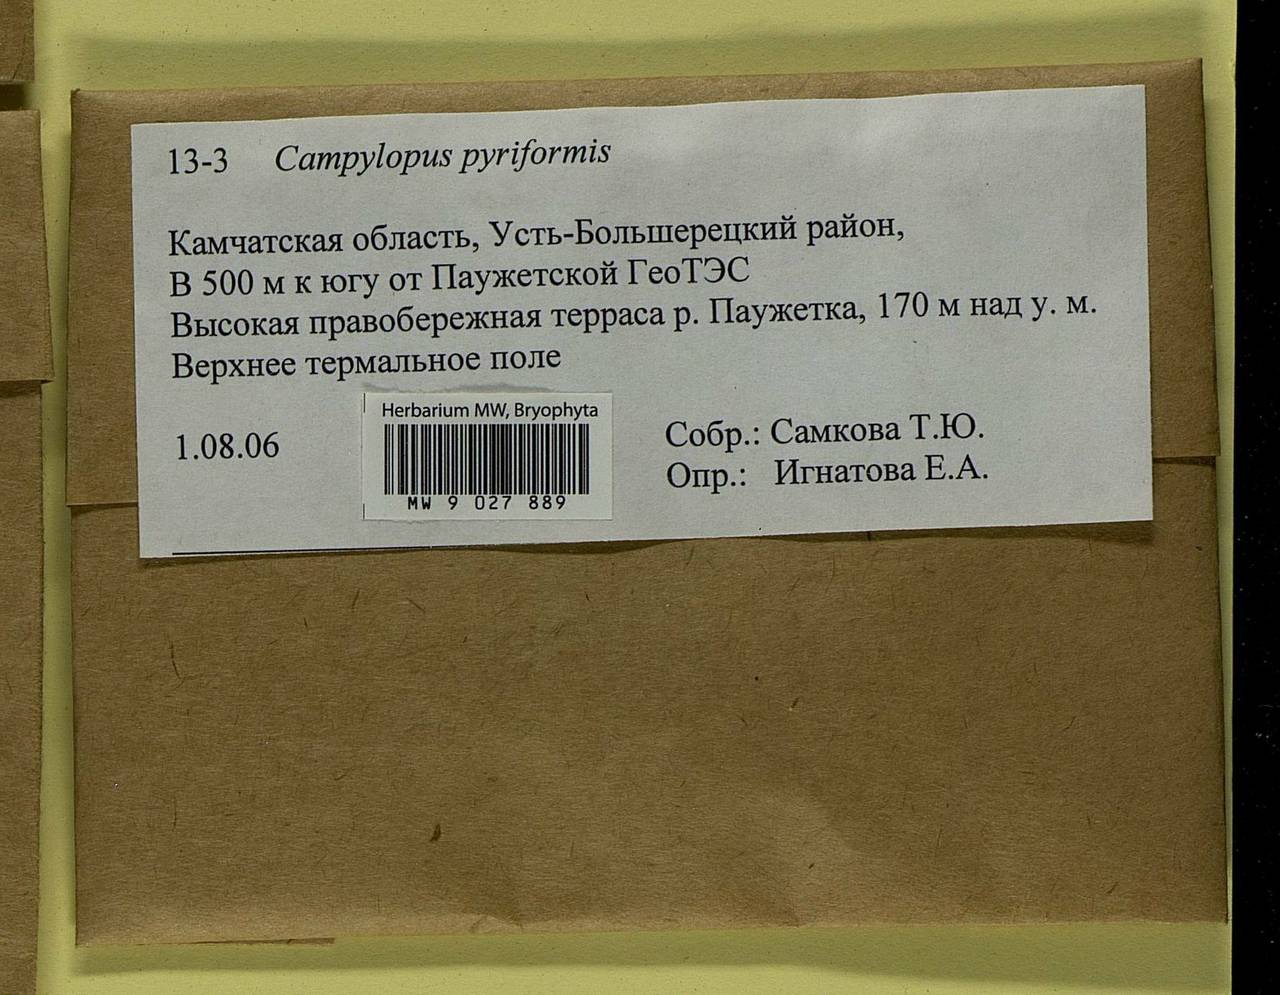 13-3 Campylopus pyriformis
Камчатская область, Усть-Большерецкий район,
В 500 м к югу от Паужетской ГеоТЭС
Высокая правобережная терраса р. Паужетка, 170 м над у. м.
Верхнее термальное поле
1.08.06
Herbarium MW, Bryophyta
MW 9 027 889
Собр.: Самкова Т.Ю.
Опр.: Игнатова Е.А.